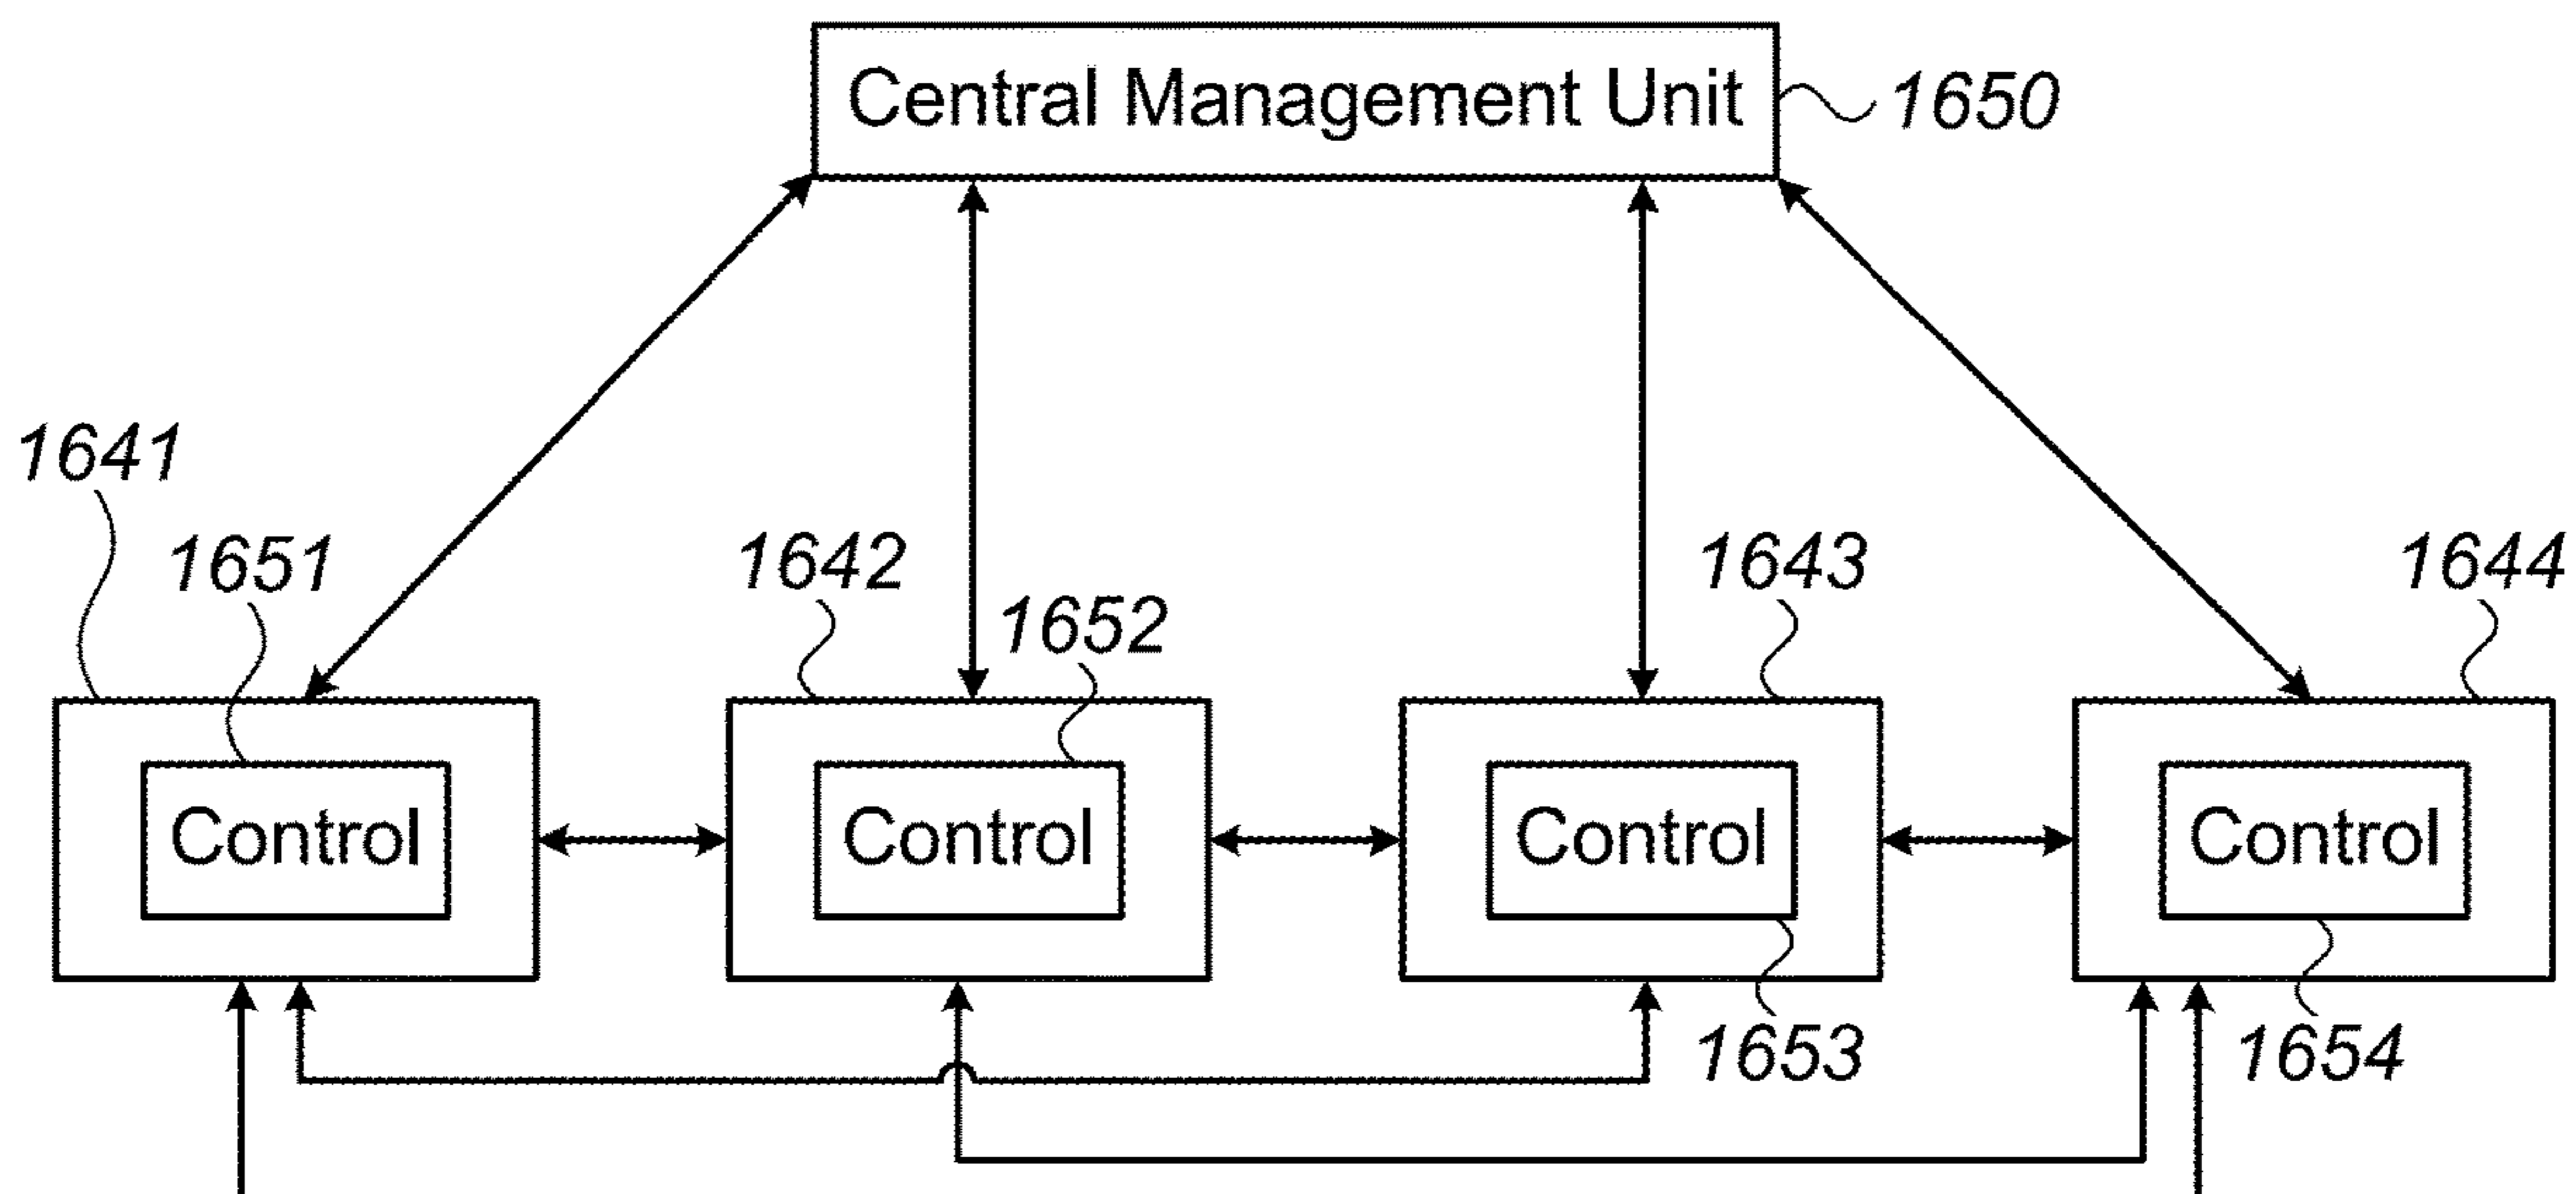 Central Management Unit
1650
1641
1651
1642
1652
1643
1644
Control
Control
Control
Control
1653
1654